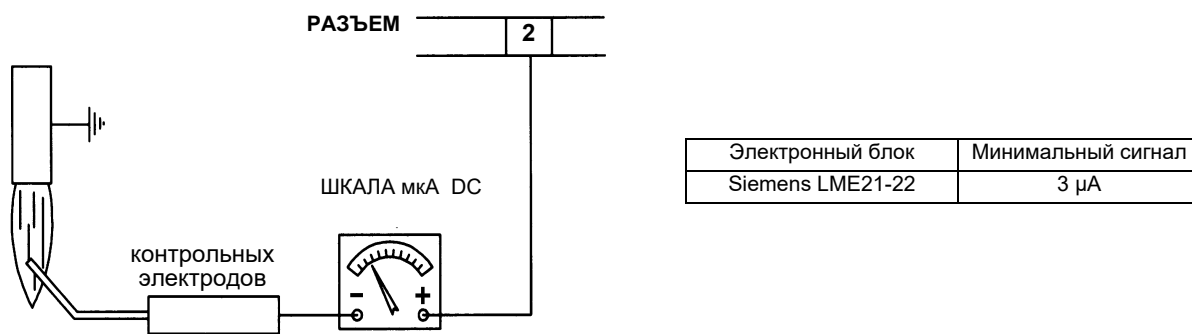 РАЗЪЕМ
2
ШКАЛА мкА DC
контрольных
электродов
- +
Электронный блок Минимальный сигнал
Siemens LME21-22 3 µA